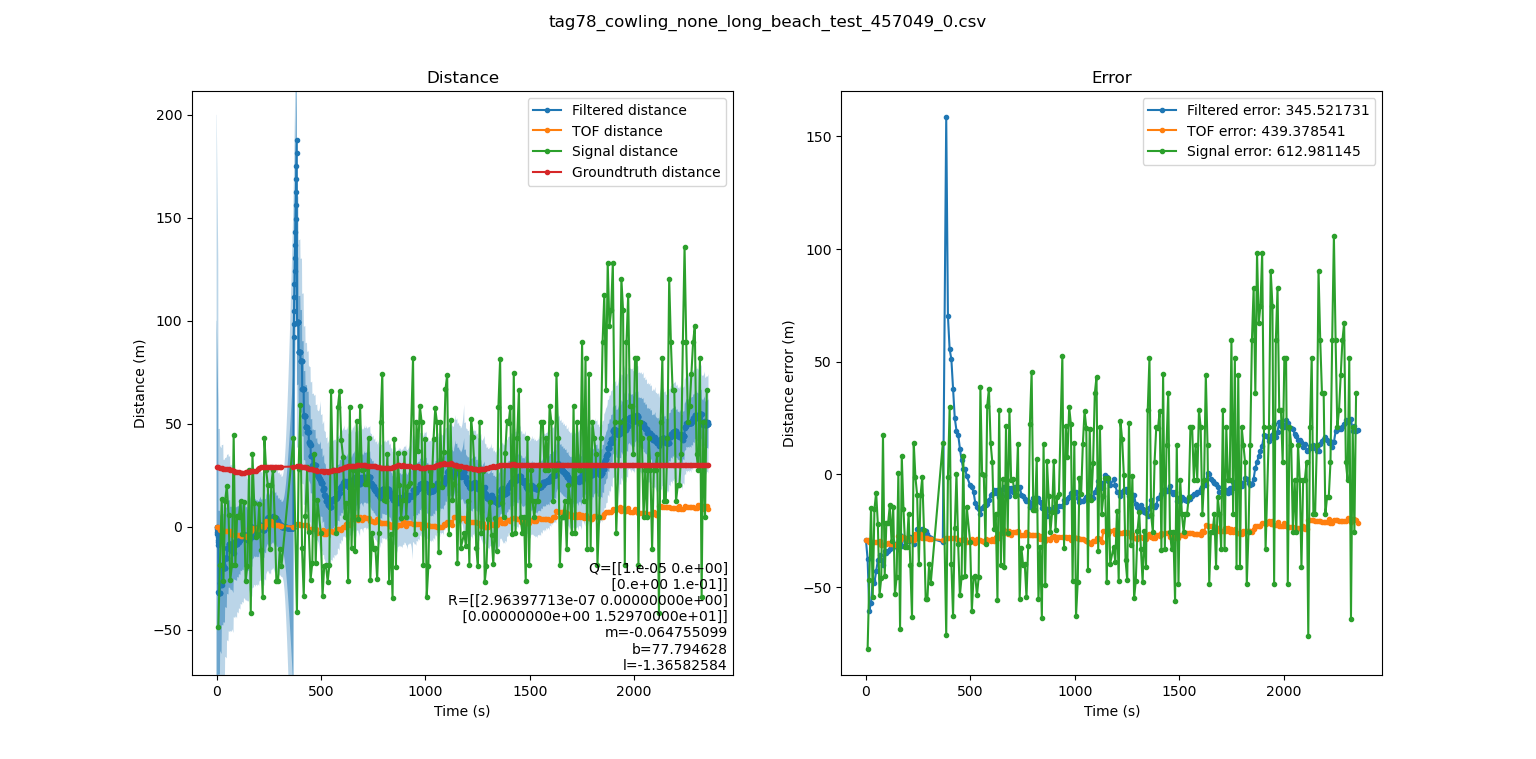 tag78_cowling_none_long_beach_test_457049_0.csv
Distance
Filtered distance
TOF distance
Signal distance
Groundtruth distance
Distance (m)
200
150
100
50
0
−50
Q=[[1.e-05 0.e+00]
[0.e+00 1.e-01]]
R=[[2.96397713e-07 0.00000000e+00]
[0.00000000e+00 1.52970000e+01]]
m=-0.064755099
b=77.794628
l=-1.36582584
0 500 1000 1500 2000
Time (s)
Error
Filtered error: 345.521731
TOF error: 439.378541
Signal error: 612.981145
Distance error (m)
150
100
50
0
−50
0 500 1000 1500 2000
Time (s)